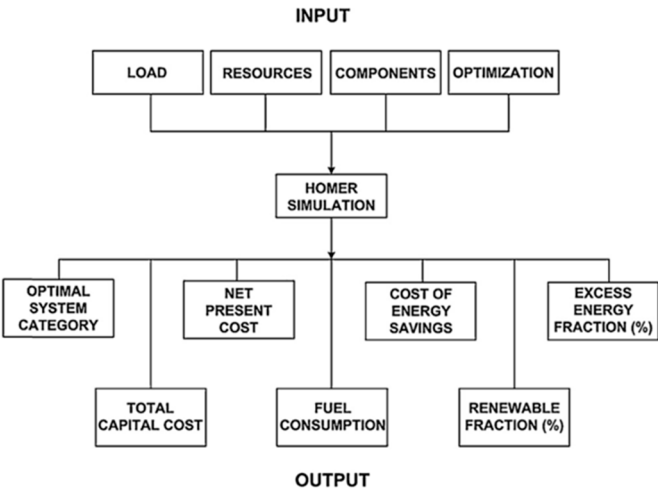 INPUT
LOAD
RESOURCES
COMPONENTS
OPTIMIZATION
HOMER
SIMULATION
OPTIMAL
SYSTEM
CATEGORY
NET
PRESENT
COST
COST OF
ENERGY
SAVINGS
EXCESS
ENERGY
FRACTION (%)
TOTAL
CAPITAL COST
FUEL
CONSUMPTION
RENEWABLE
FRACTION (%)
OUTPUT